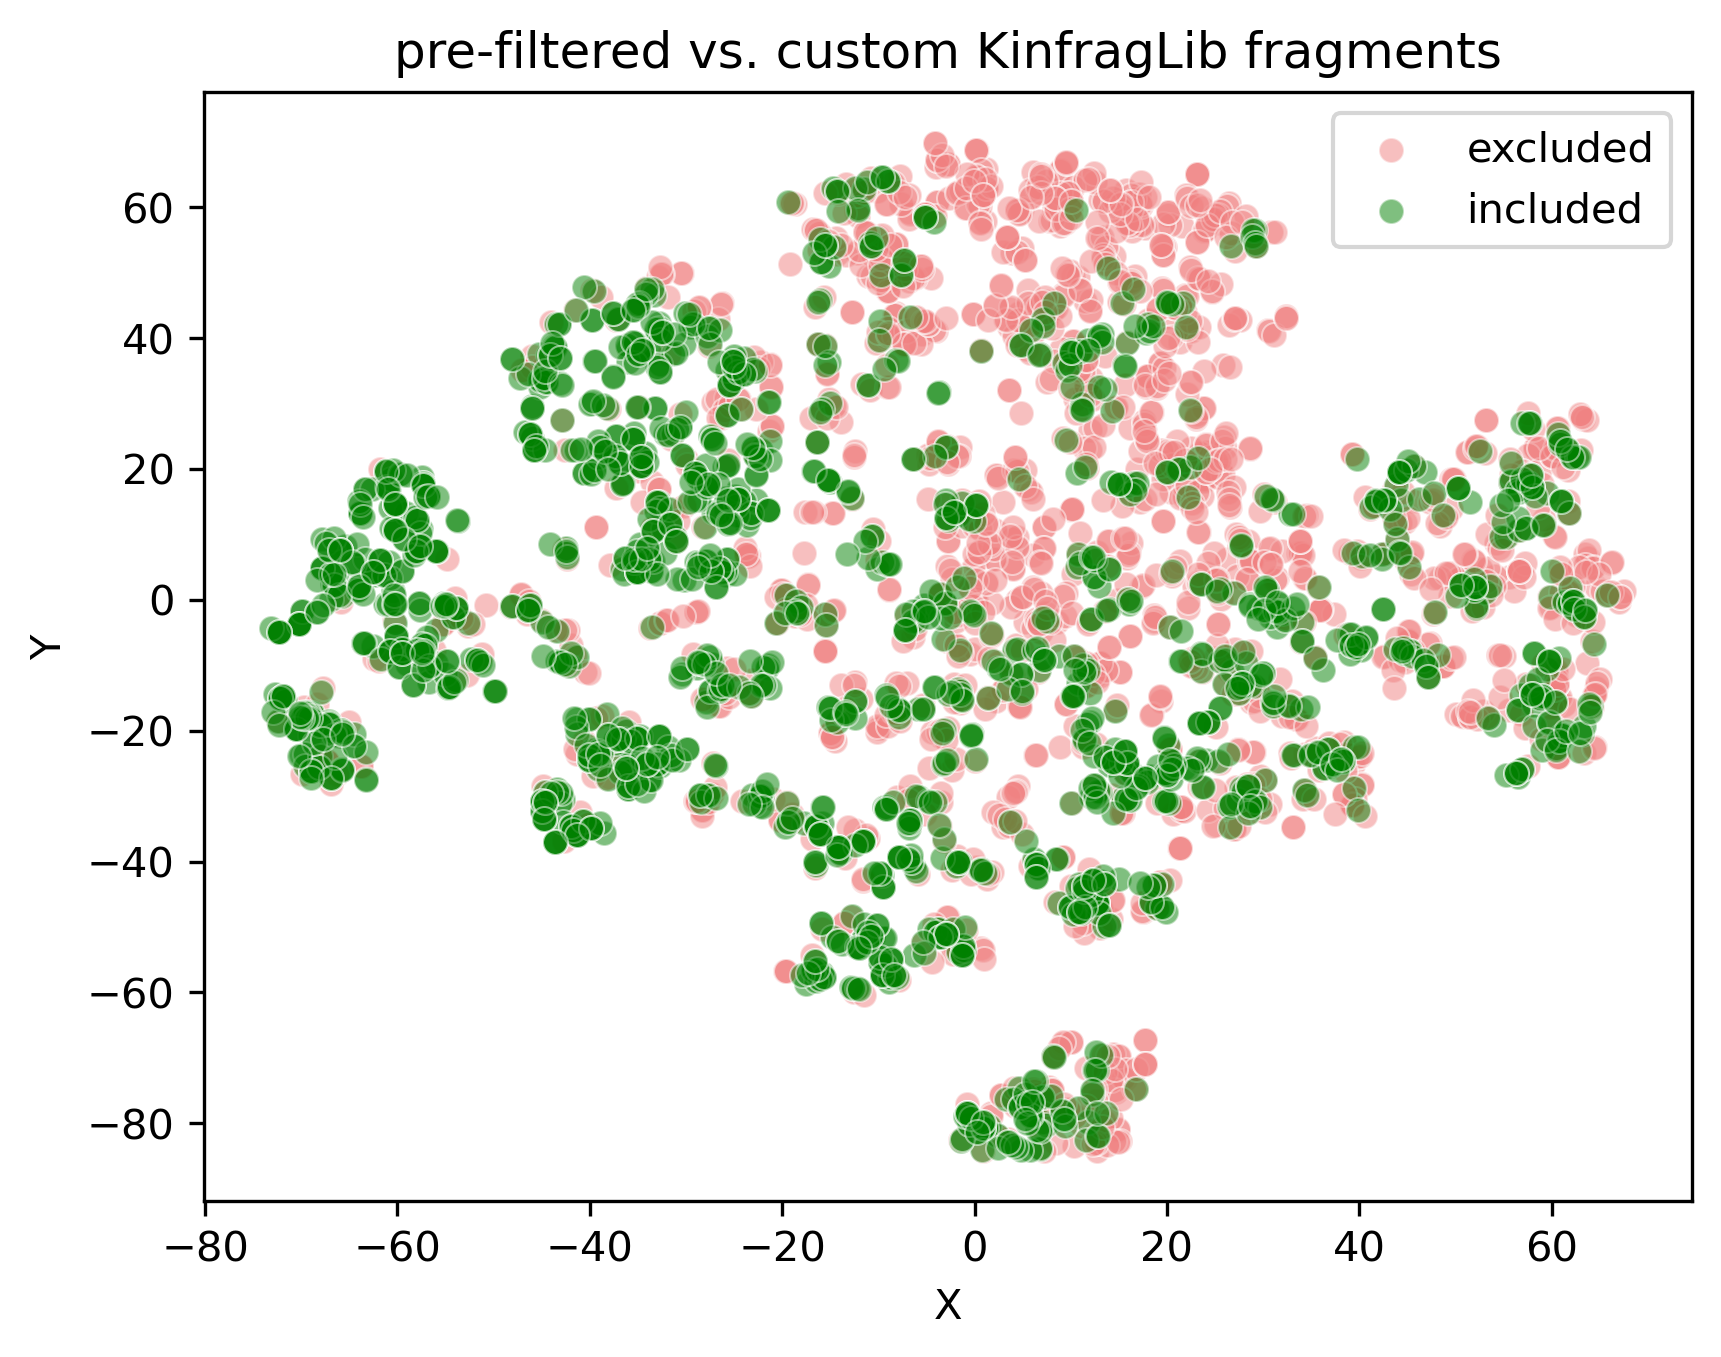 pre-filtered vs. custom KinfragLib fragments
excluded
included
60
40
20
0
−20
−40
−60
−80
Y
−80 −60 −40 −20 0 20 40 60
X